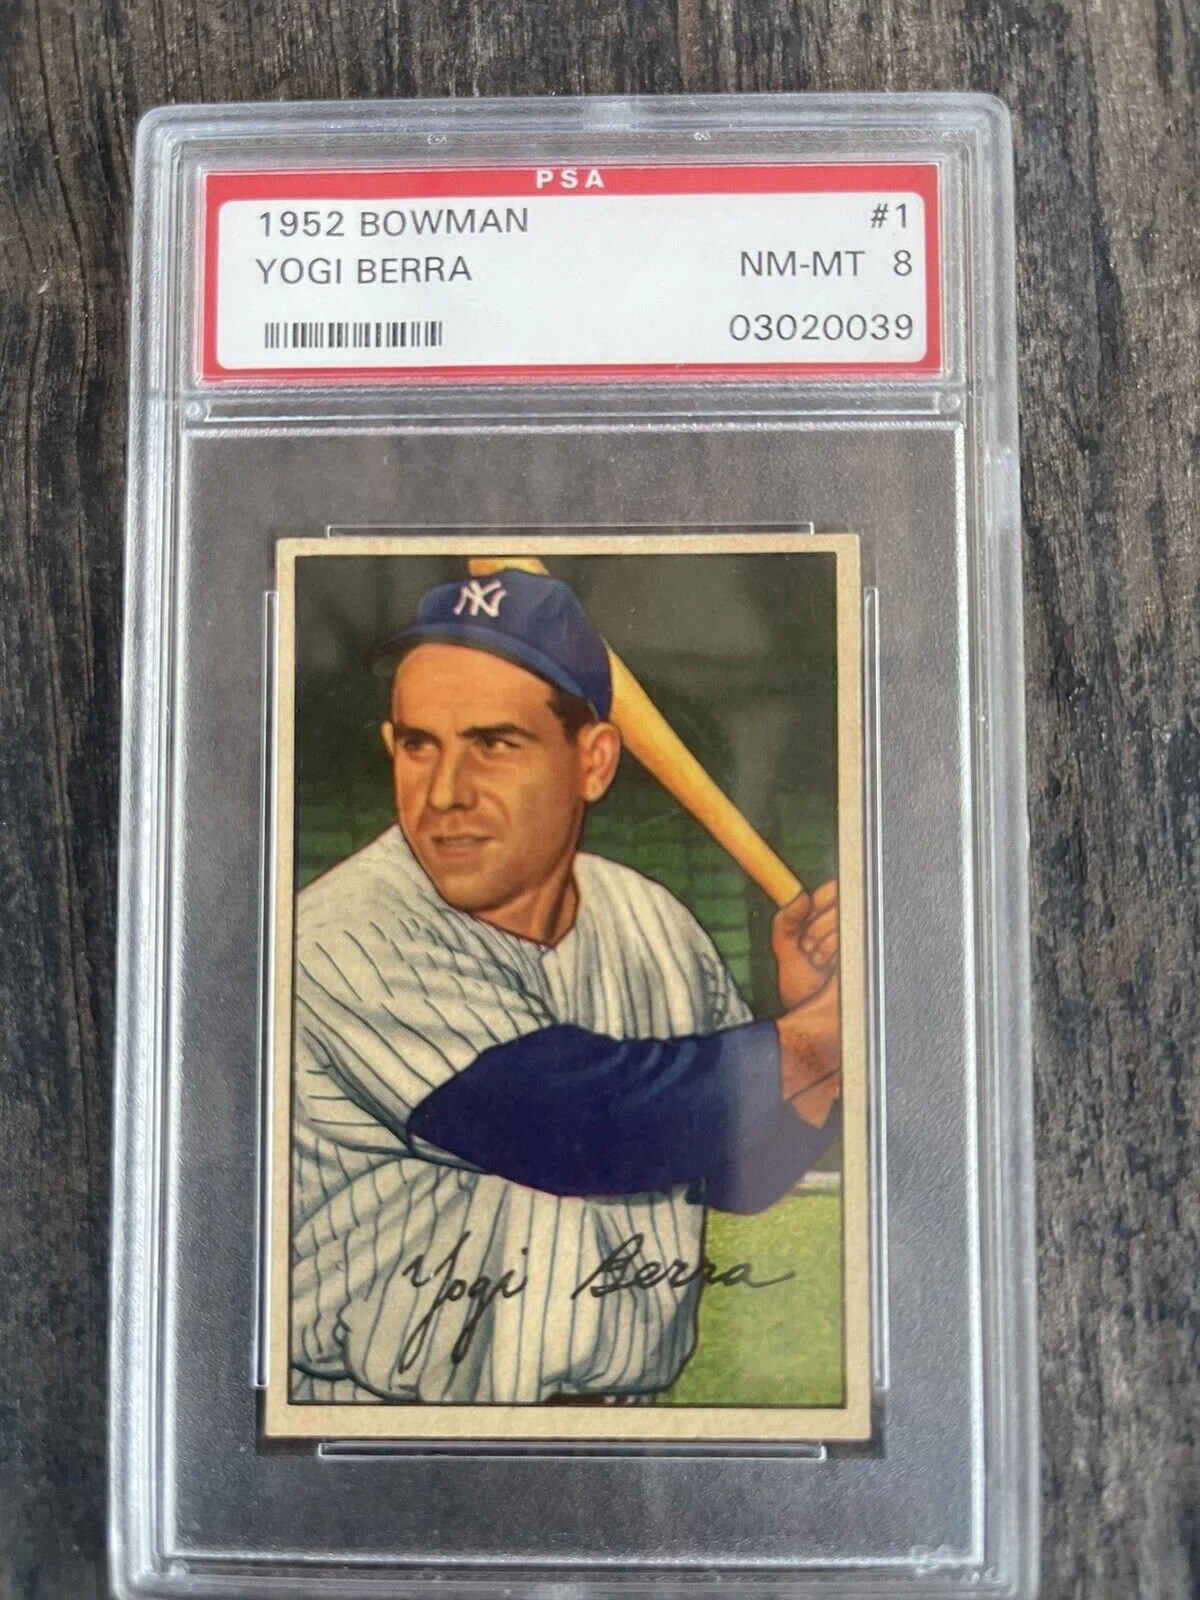 PSA
1952 BOWMAN #1
YOGI BERRA NM-MT 8
03020039
NY
Yogi Berra